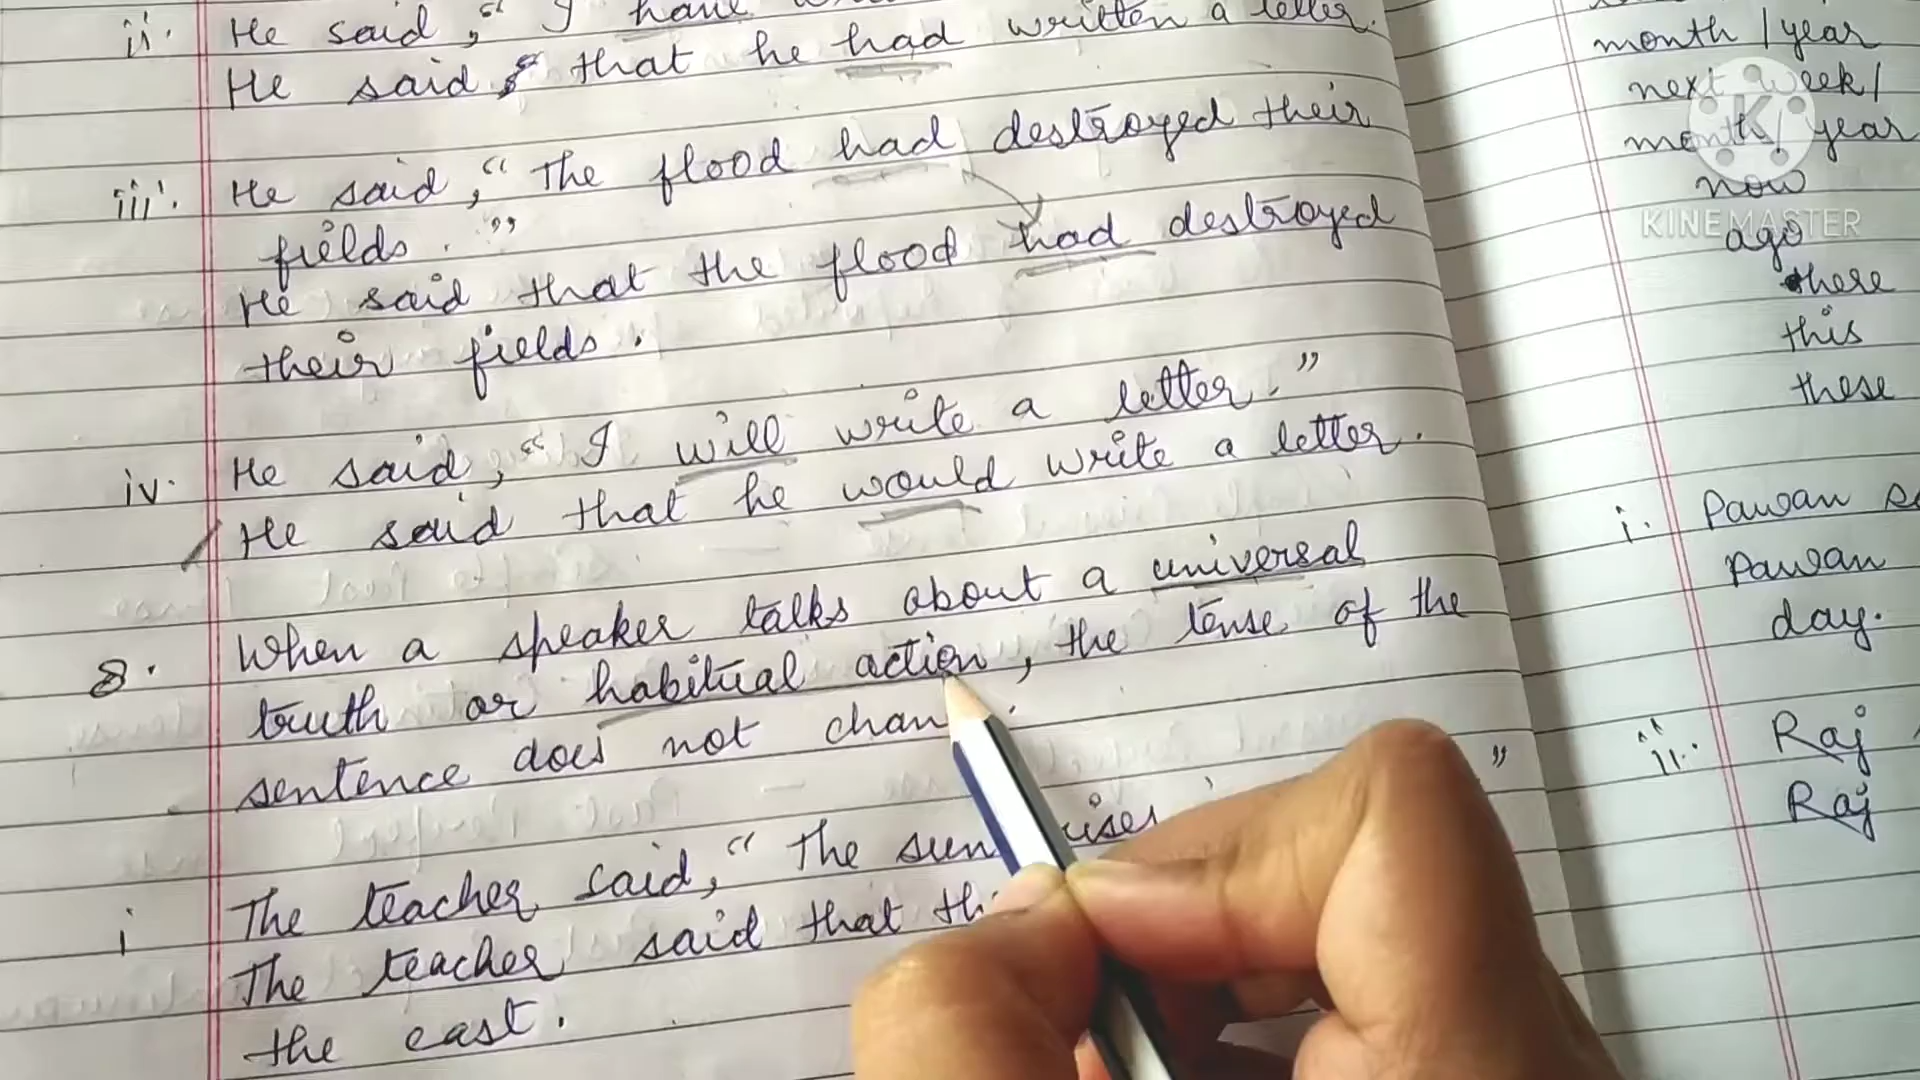 ii. He said, " I have
He said that he had written a letter.
iii. He said, " The flood had destroyed their
fields. "
He said that the flood had destroyed
their fields.
iv. He said, " I will write a letter. "
He said that he would write a letter.
8. When a speaker talks about a universal
truth or habitual action, the tense of the
sentence does not chan
i The teacher said, " The sun rises "
The teacher said that th
the east.
month / year
next week /
month / year
now
ago
there
this
these
i. Pawan
Pawan
day.
ii. Raj
Raj
KINEMASTER